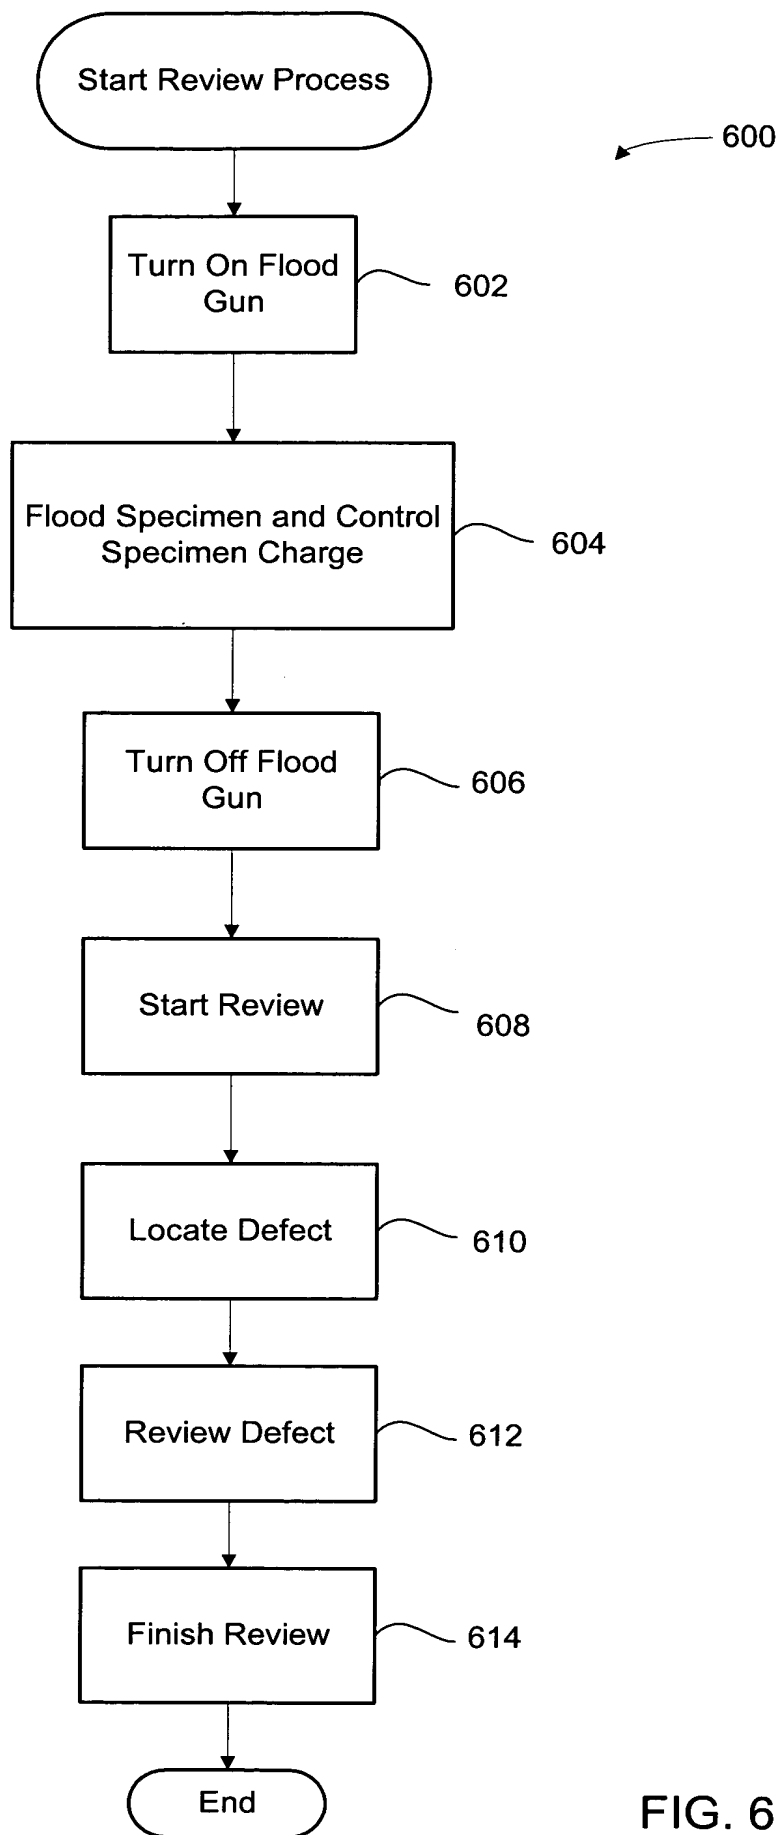 Start Review Process
600
Turn On Flood
Gun
602
Flood Specimen and Control
Specimen Charge
604
Turn Off Flood
Gun
606
Start Review
608
Locate Defect
610
Review Defect
612
Finish Review
614
End
FIG. 6